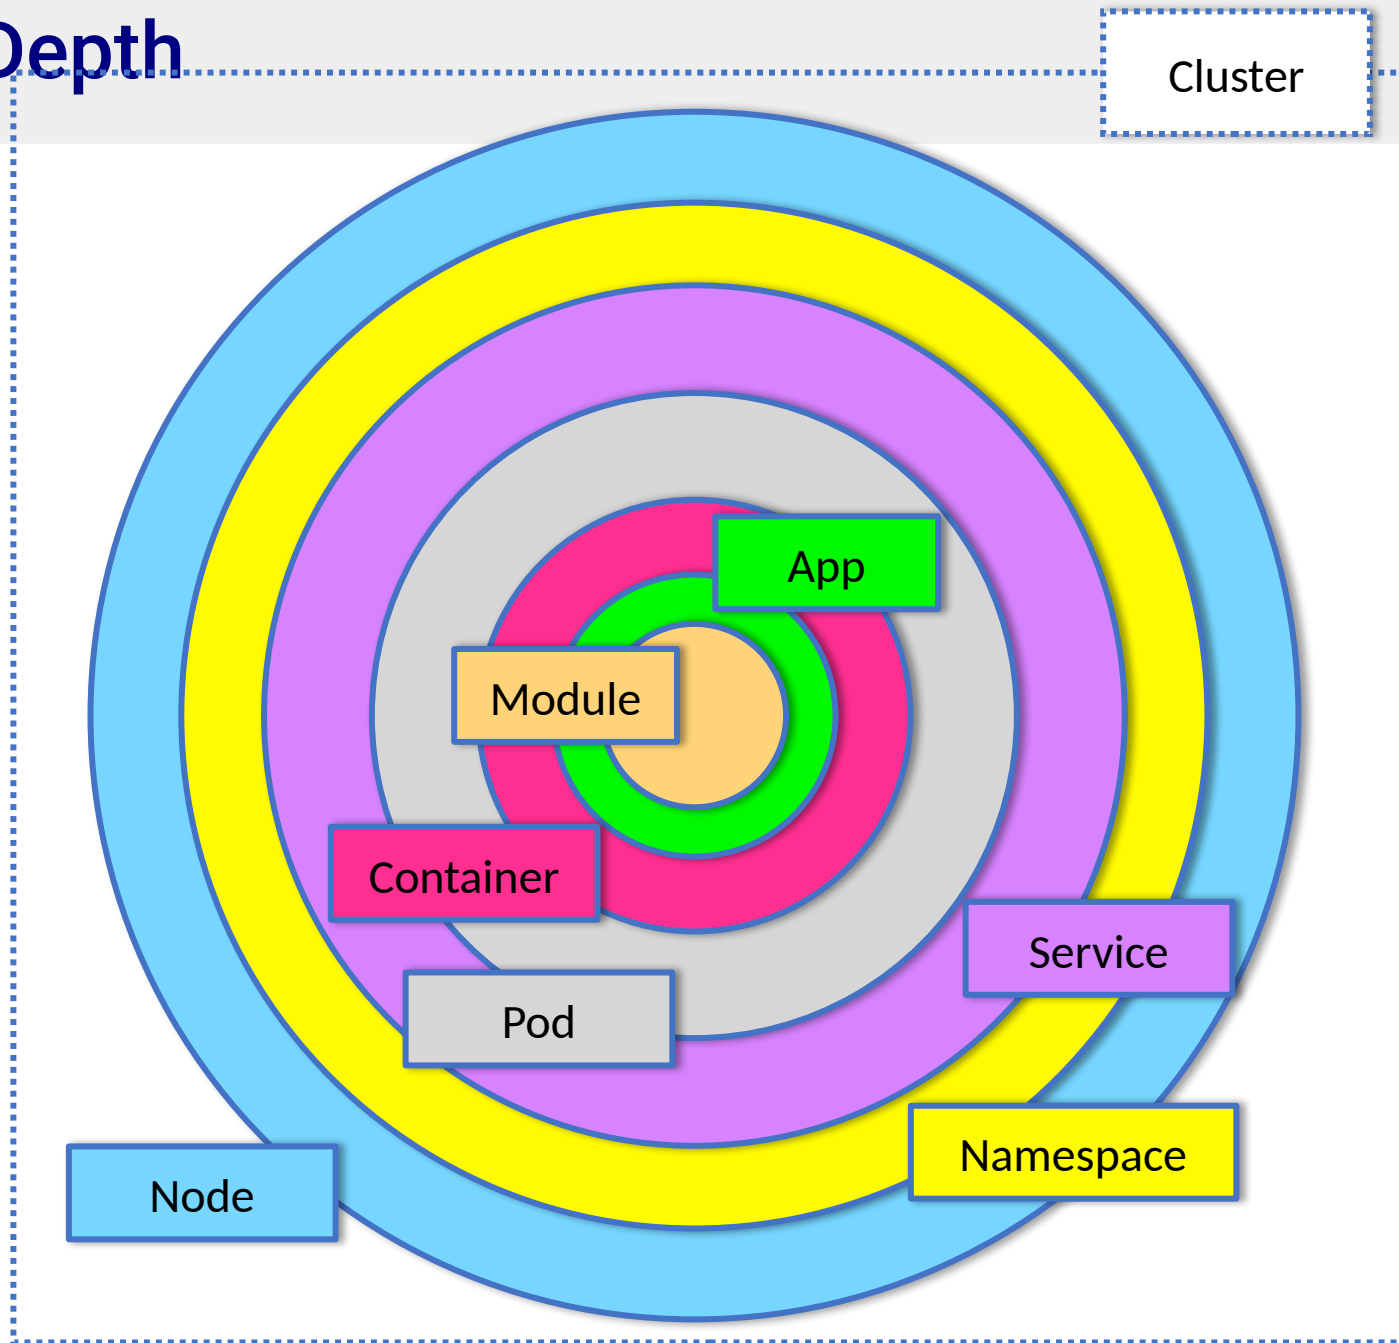 Depth
Cluster
App
Module
Container
Service
Pod
Namespace
Node